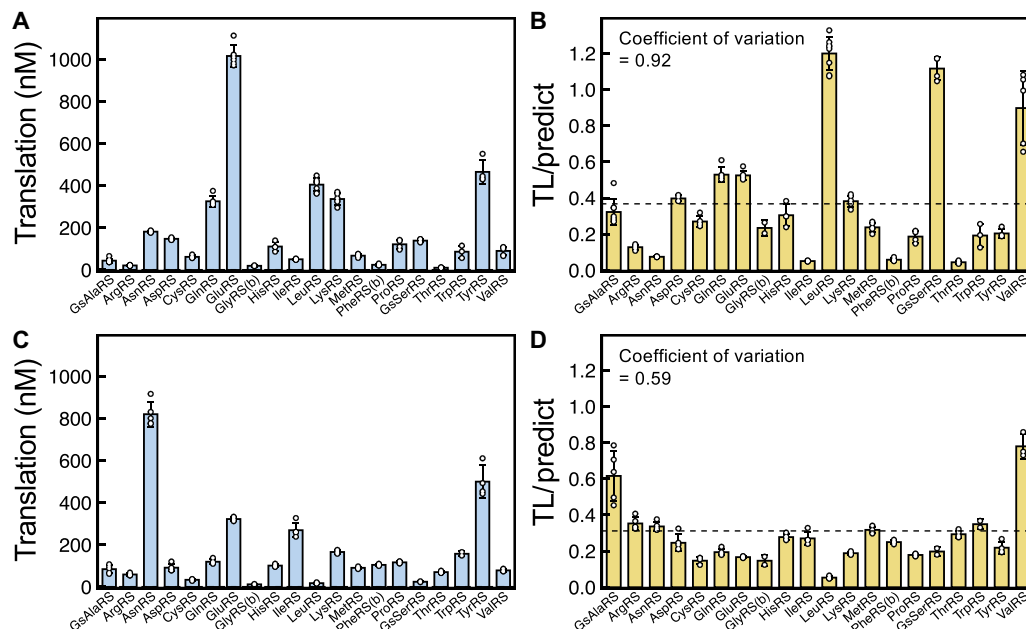 A
Translation (nM)
1000
800
600
400
200
0
GsAlaRS
ArgRS
AsnRS
AspRS
CysRS
GlnRS
GluRS
GlyRS(b)
HisRS
IleRS
LeuRS
LysRS
MetRS
PheRS(b)
ProRS
GsSerRS
ThrRS
TrpRS
TyrRS
ValRS
B
Coefficient of variation
= 0.92
TL/predict
1.2
1.0
0.8
0.6
0.4
0.2
0.0
GsAlaRS
ArgRS
AsnRS
AspRS
CysRS
GlnRS
GluRS
GlyRS(b)
HisRS
IleRS
LeuRS
LysRS
MetRS
PheRS(b)
ProRS
GsSerRS
ThrRS
TrpRS
TyrRS
ValRS
C
Translation (nM)
1000
800
600
400
200
0
GsAlaRS
ArgRS
AsnRS
AspRS
CysRS
GlnRS
GluRS
GlyRS(b)
HisRS
IleRS
LeuRS
LysRS
MetRS
PheRS(b)
ProRS
GsSerRS
ThrRS
TrpRS
TyrRS
ValRS
D
Coefficient of variation
= 0.59
TL/predict
1.2
1.0
0.8
0.6
0.4
0.2
0.0
GsAlaRS
ArgRS
AsnRS
AspRS
CysRS
GlnRS
GluRS
GlyRS(b)
HisRS
IleRS
LeuRS
LysRS
MetRS
PheRS(b)
ProRS
GsSerRS
ThrRS
TrpRS
TyrRS
ValRS